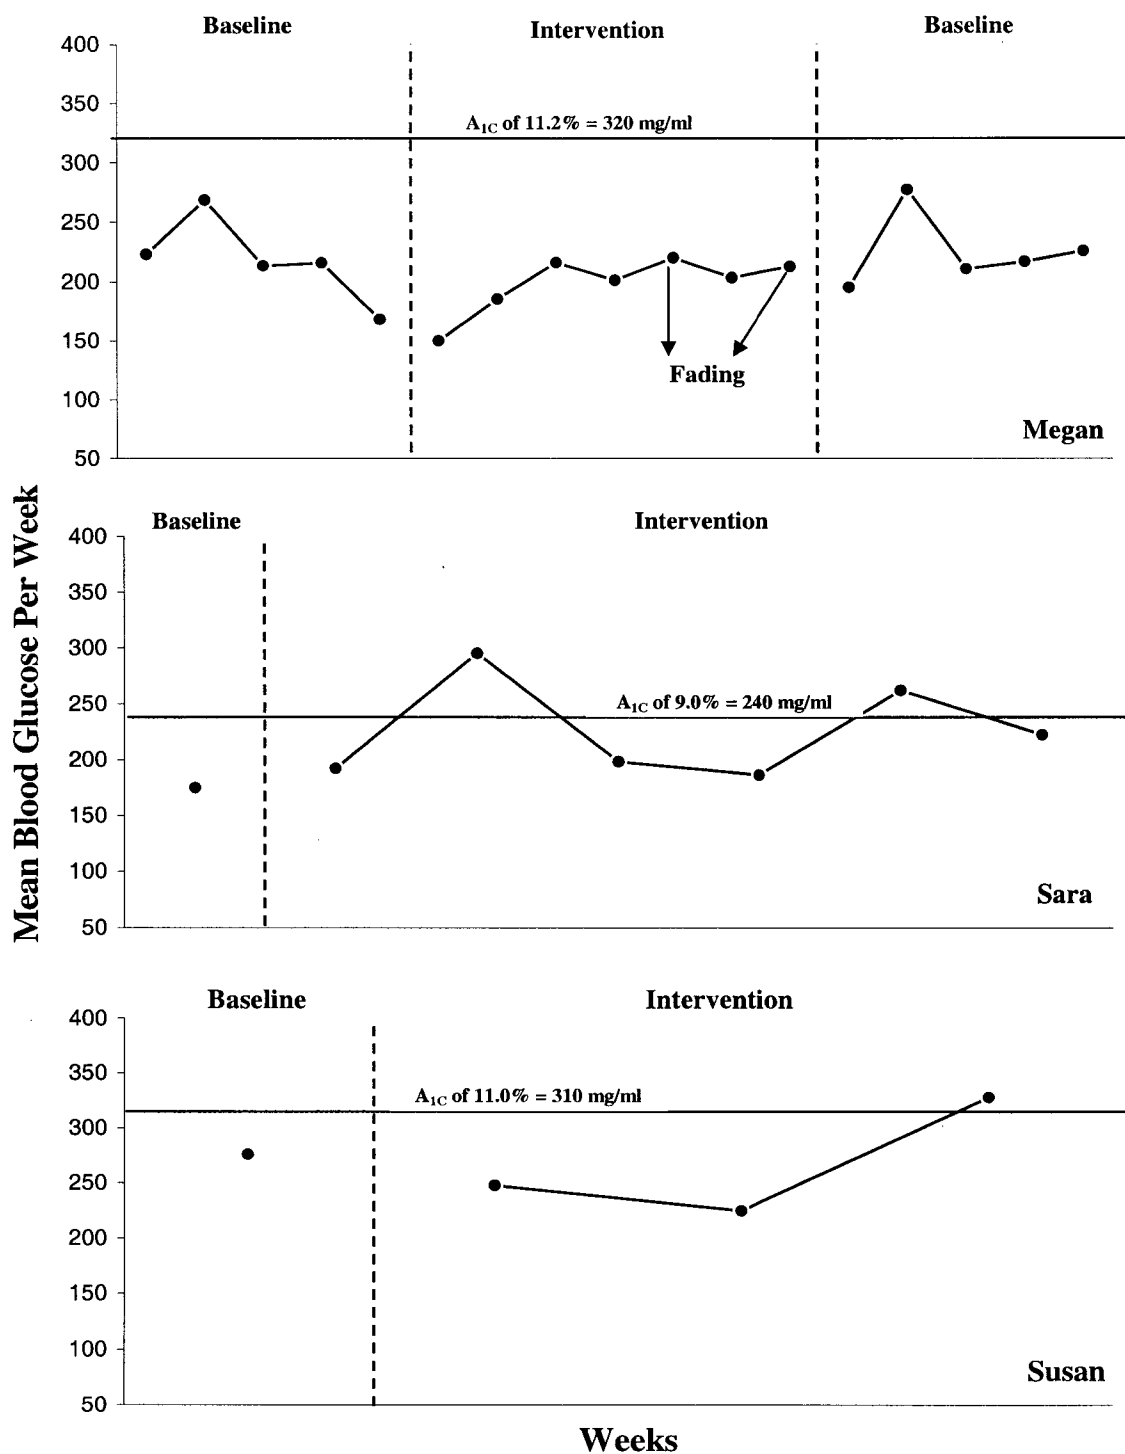 Baseline
Intervention
Baseline
400
350
A1C of 11.2% = 320 mg/ml
300
250
200
150
Fading
100
Megan
50
Mean Blood Glucose Per Week
Baseline
Intervention
400
350
300
250
A1C of 9.0% = 240 mg/ml
200
150
100
Sara
50
Baseline
Intervention
400
350
A1C of 11.0% = 310 mg/ml
300
250
200
150
100
Susan
50
Weeks